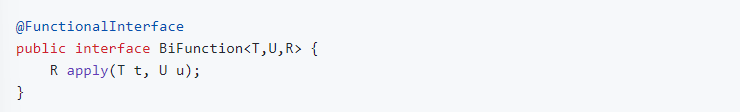 @FunctionalInterface
public interface BiFunction<T,U,R> {
    R apply(T t, U u);
}